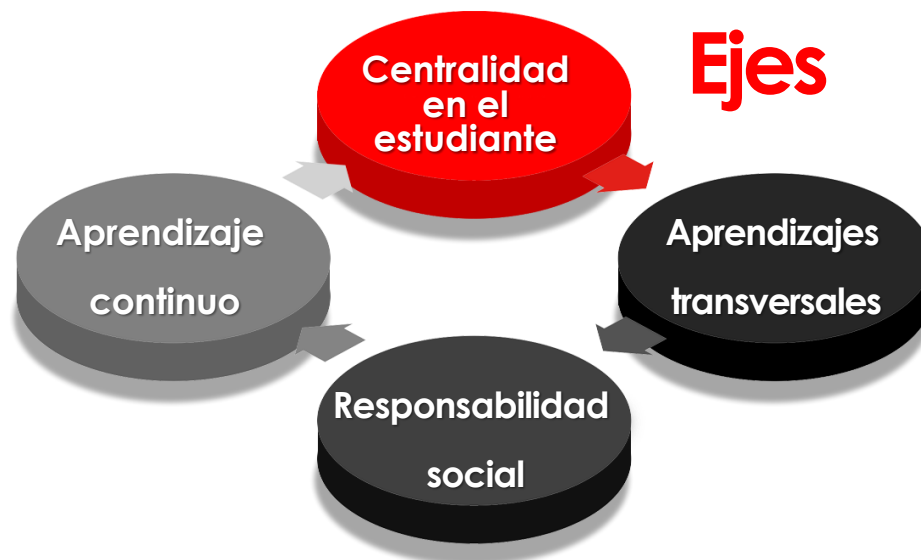 Ejes
Centralidad
en el
estudiante
Aprendizajes
transversales
Responsabilidad
social
Aprendizaje
continuo